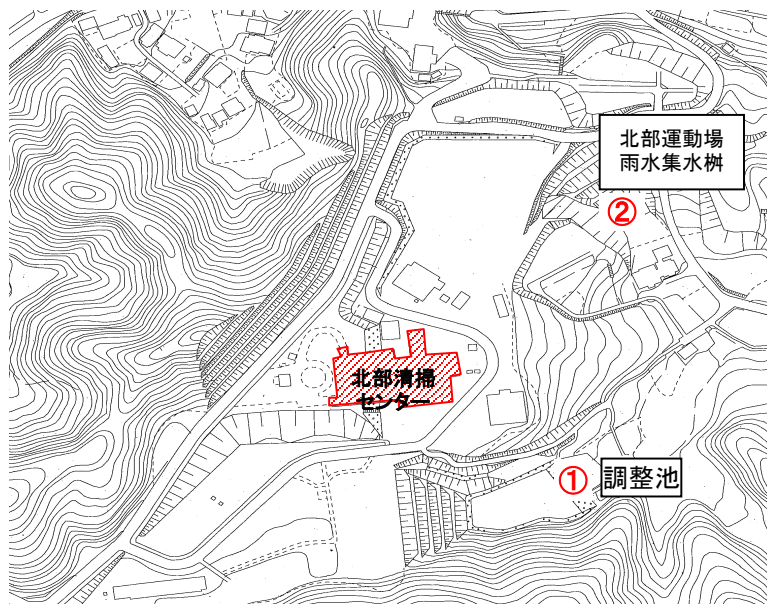 北部運動場
雨水集水桝
②
北部清掃
センター
①
調整池